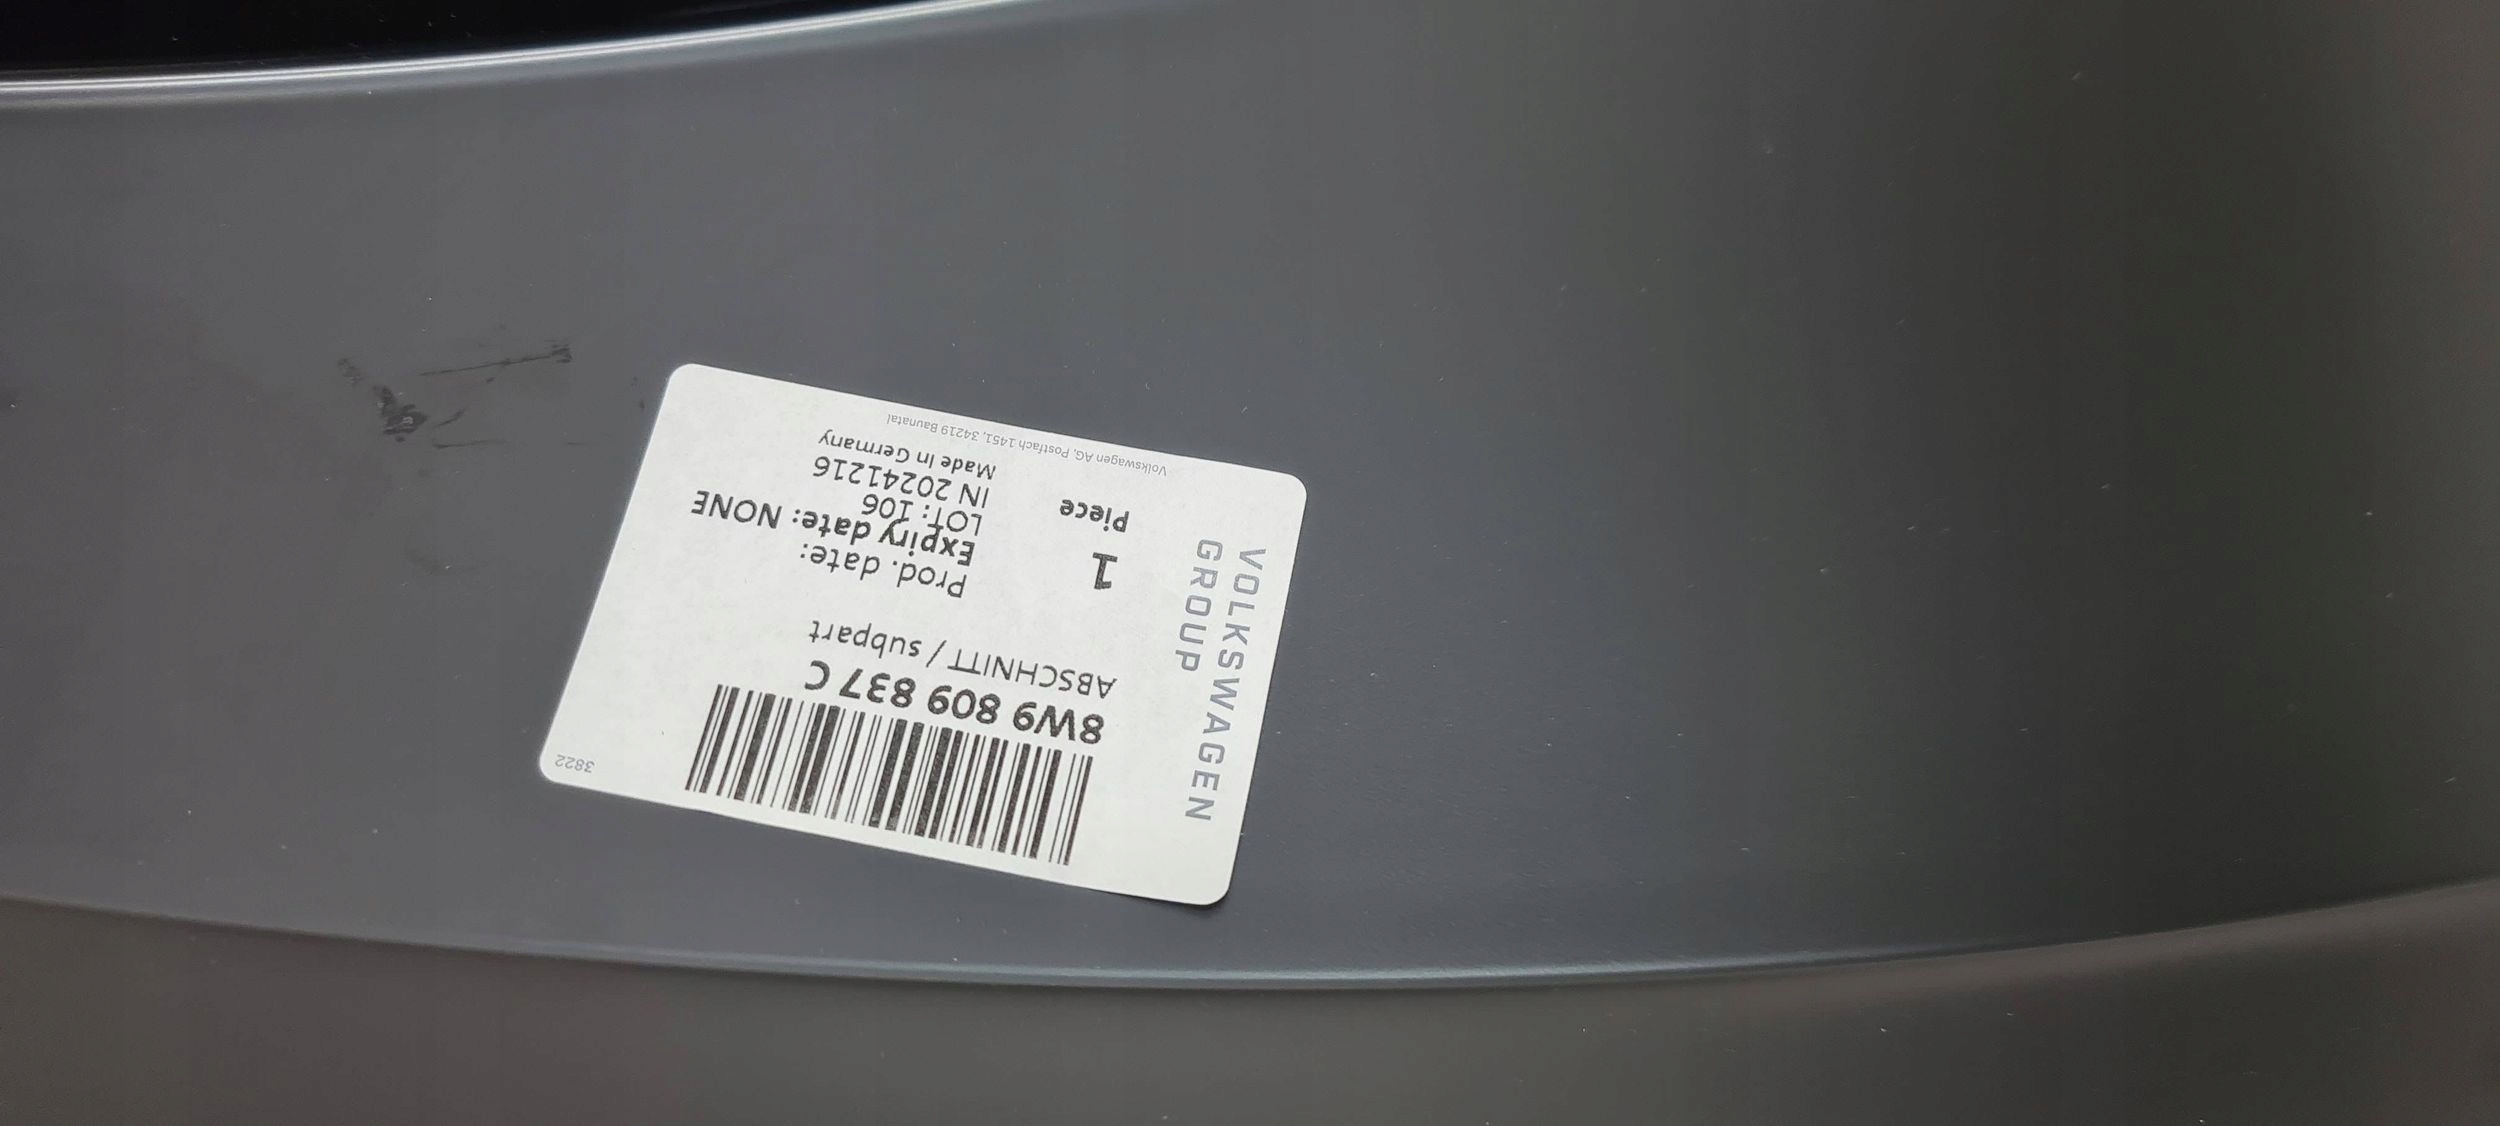 3822
8W9 809 837 C
ABSCHNITT / subpart
Prod. date:
Expiry date: NONE
LOT: 106
IN 20241216
Made In Germany
1
Piece
Volkswagen AG, Postfach 1451, 34219 Baunatal
VOLKSWAGEN
GROUP